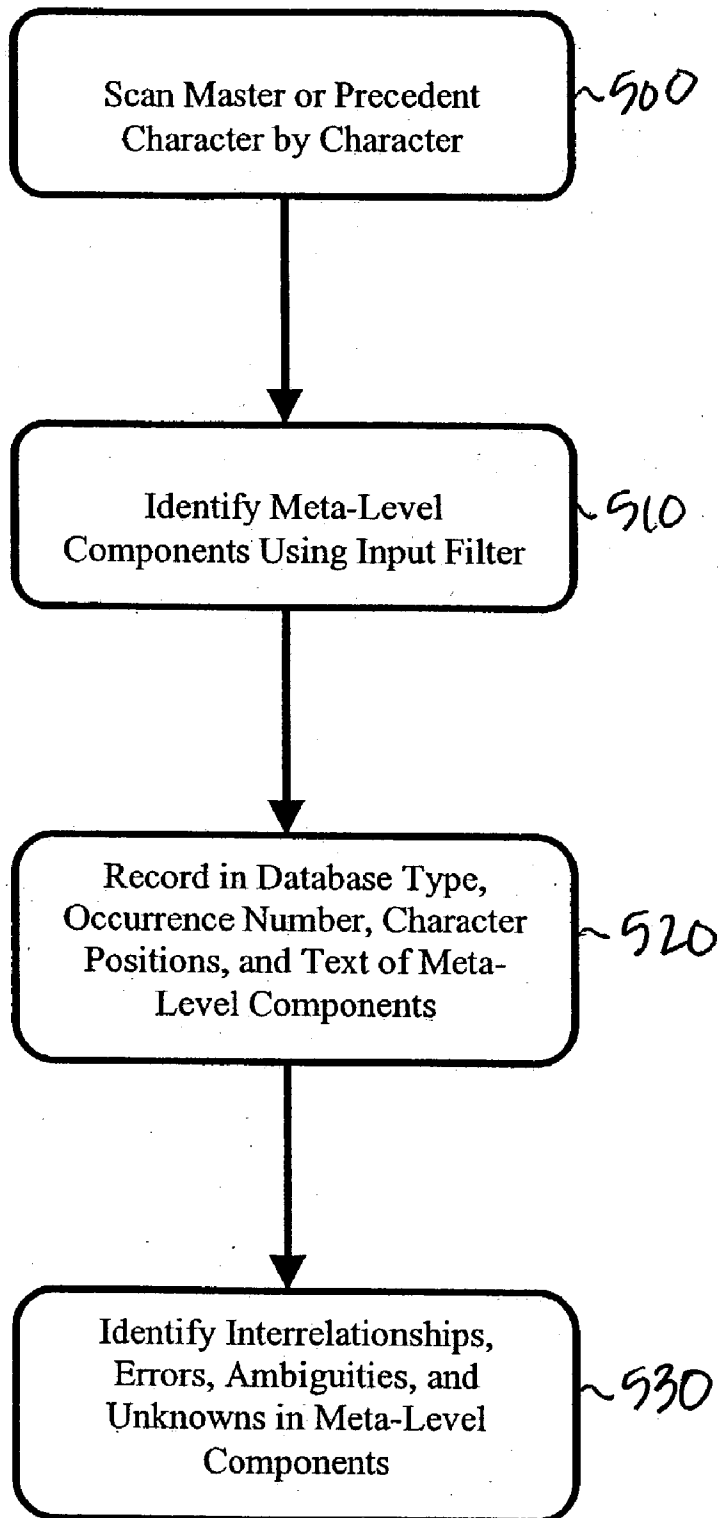 Scan Master or Precedent
Character by Character
~500
Identify Meta-Level
Components Using Input Filter
~510
Record in Database Type,
Occurrence Number, Character
Positions, and Text of Meta-
Level Components
~520
Identify Interrelationships,
Errors, Ambiguities, and
Unknowns in Meta-Level
Components
~530